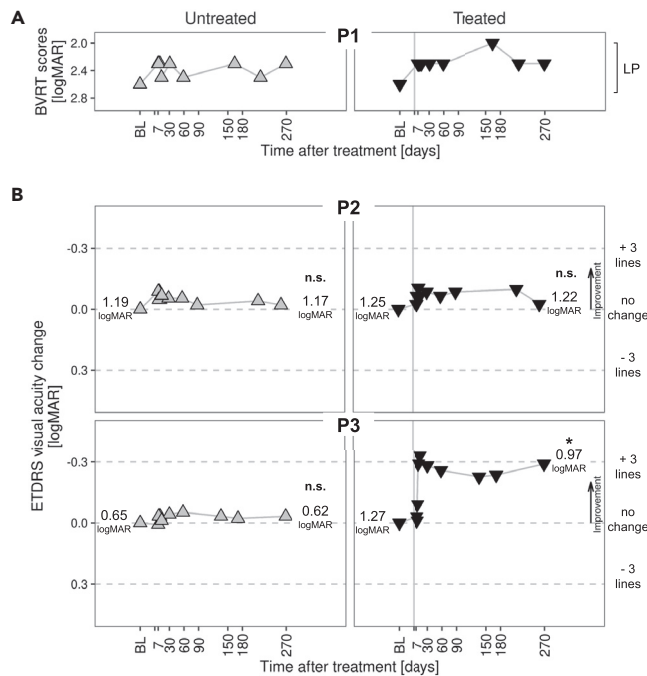 A
Untreated
Treated
P1
BVRT scores
[logMAR]
2.0
2.4
2.8
LP
BL 7 30 60 90 150 180 270
BL 7 30 60 90 150 180 270
Time after treatment [days]
Time after treatment [days]
B
P2
ETDRS visual acuity change
[logMAR]
-0.3
0.0
0.3
1.19
logMAR
n.s.
1.17
logMAR
1.25
logMAR
n.s.
1.22
logMAR
Improvement
+ 3
lines
no
change
- 3
lines
P3
-0.3
0.0
0.3
0.65
logMAR
n.s.
0.62
logMAR
1.27
logMAR
*
0.97
logMAR
Improvement
+ 3
lines
no
change
- 3
lines
BL 7 30 60 90 150 180 270
BL 7 30 60 90 150 180 270
Time after treatment [days]
Time after treatment [days]